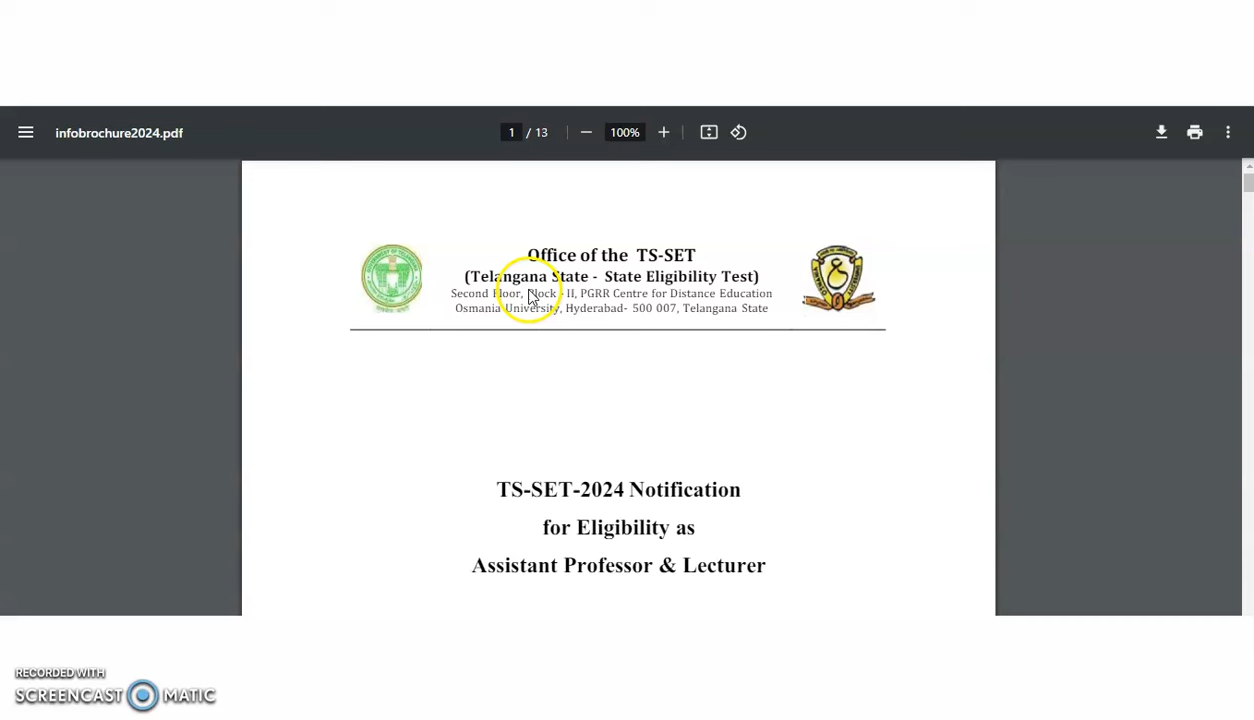 infobrochure2024.pdf
1 / 13
100%
Office of the TS-SET
(Telangana State - State Eligibility Test)
Second Floor, Block - II, PGRR Centre for Distance Education
Osmania University, Hyderabad- 500 007, Telangana State
TS-SET-2024 Notification
for Eligibility as
Assistant Professor & Lecturer
RECORDED WITH
SCREENCAST MATIC